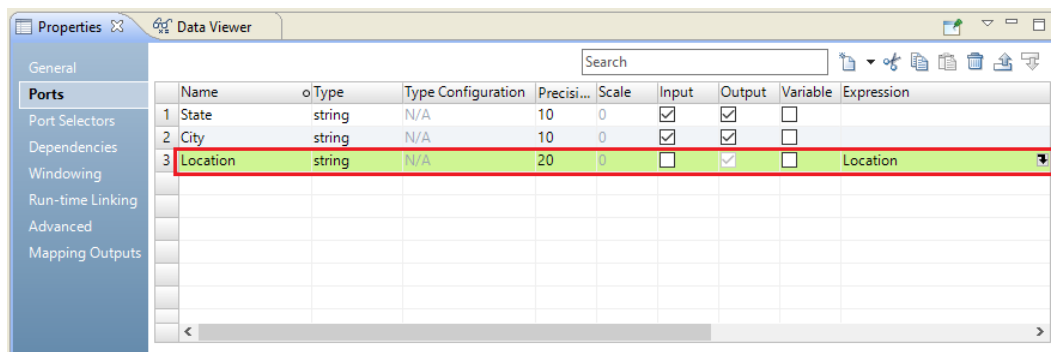 Properties Data Viewer
Search
General
Ports
Port Selectors
Dependencies
Windowing
Run-time Linking
Advanced
Mapping Outputs
Name Type Type Configuration Precisi... Scale Input Output Variable Expression
1 State string N/A 10 0
2 City string N/A 10 0
3 Location string N/A 20 0 Location